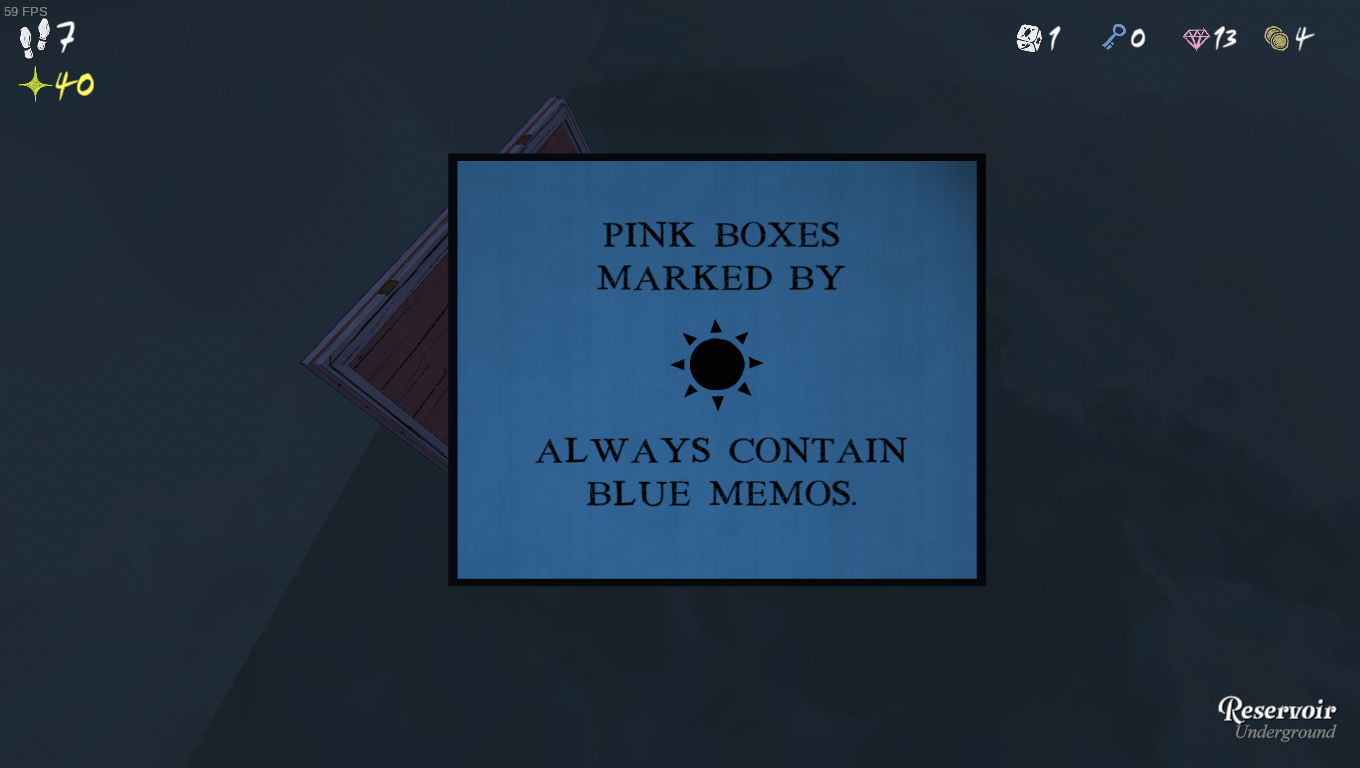 59 FPS
7
40
1
0
13
4
PINK BOXES
MARKED BY
ALWAYS CONTAIN
BLUE MEMOS.
Reservoir
Underground